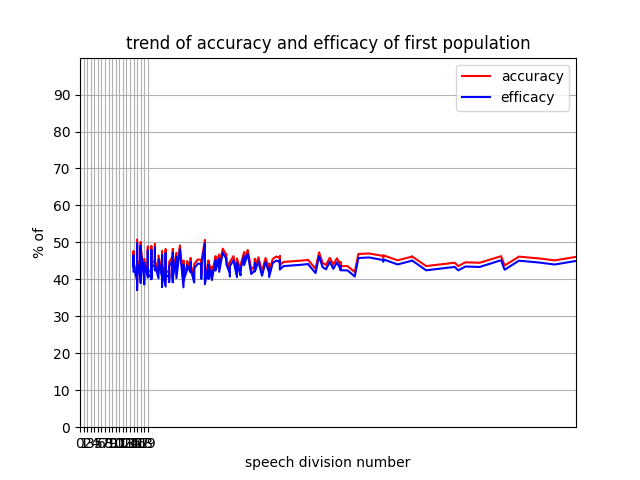 trend of accuracy and efficacy of first population
accuracy
efficacy
% of
90
80
70
60
50
40
30
20
10
0
speech division number